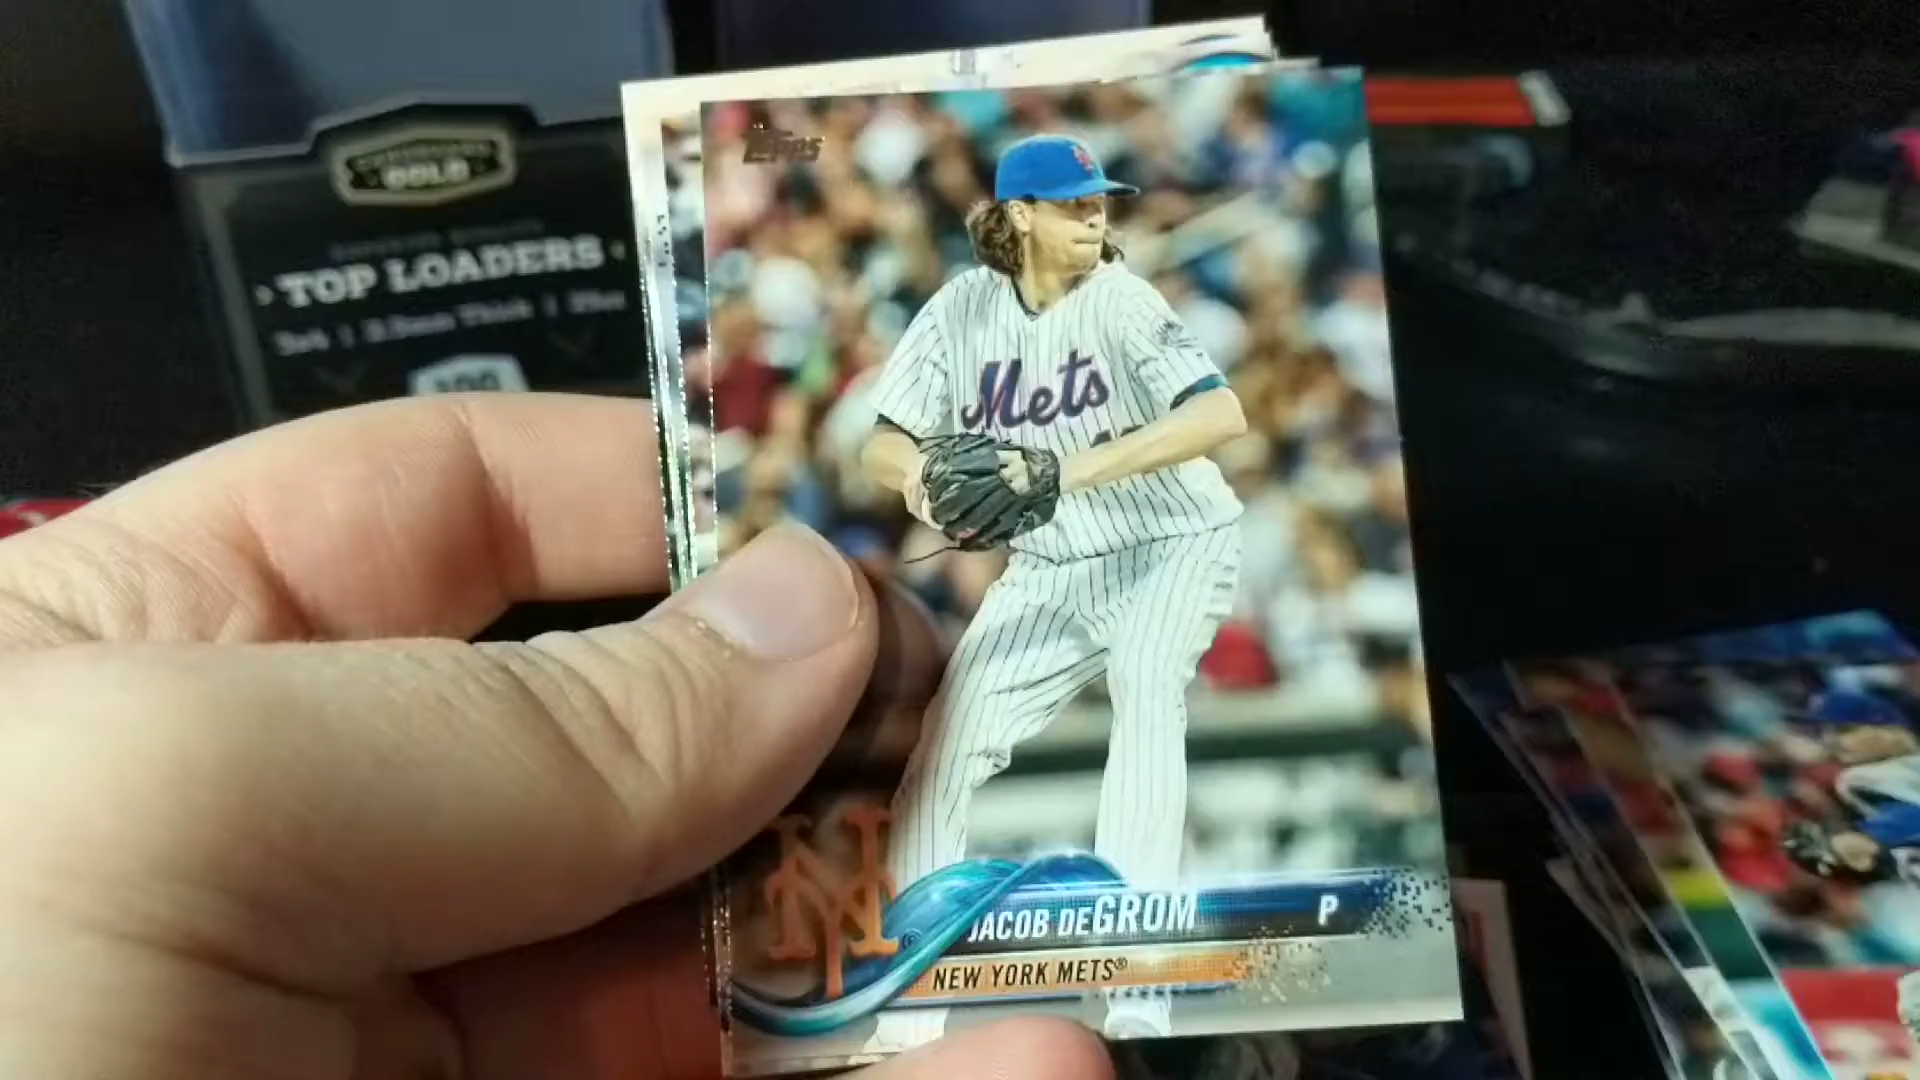 Topps
GOLD
TOP LOADERS
Mets
JACOB DEGROM P
NEW YORK METS®